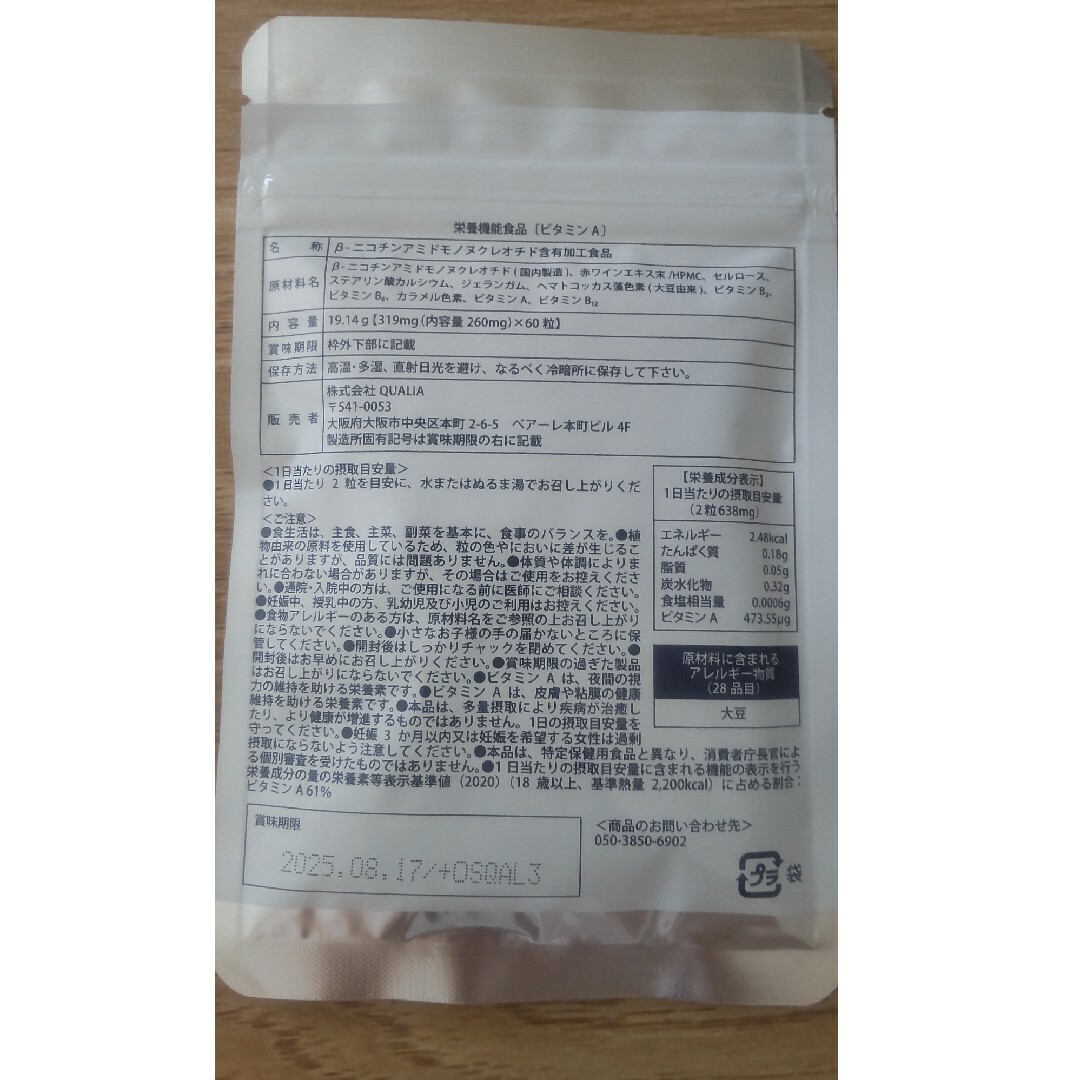 栄養機能食品〔ビタミンA〕
名 称 β-ニコチンアミドモノヌクレオチド含有加工食品
原材料名 β-ニコチンアミドモノヌクレオチド(国内製造)、赤ワインエキス末/HPMC、セルロース、
ステアリン酸カルシウム、ジェランガム、ヘマトコッカス藻色素(大豆由来)、ビタミンB₂、
ビタミンB₆、カラメル色素、ビタミンA、ビタミンB₁₂
内容量 19.14g【319mg(内容量 260mg)×60粒】
賞味期限 枠外下部に記載
保存方法 高温・多湿、直射日光を避け、なるべく冷暗所に保存して下さい。
販売者 株式会社 QUALIA
〒541-0053
大阪府大阪市中央区本町 2-6-5 ベアーレ本町ビル 4F
製造所固有記号は賞味期限の右に記載
<1日当たりの摂取目安量>
●1日当たり 2 粒を目安に、水またはぬるま湯でお召し上がりくだ
さい。
<ご注意>
●食生活は、主食、主菜、副菜を基本に、食事のバランスを。●植
物由来の原料を使用しているため、粒の色やにおいに差が生じるこ
とがありますが、品質には問題ありません。●体質や体調によりま
れに合わない場合がありますが、その場合はご使用をお控えくださ
い。●通院・入院中の方は、ご使用になる前に医師にご相談ください。
●妊娠中、授乳中の方、乳幼児及び小児のご利用はお控えください。
●食物アレルギーのある方は、原材料名をご参照の上お召し上がり
にならないでください。●小さなお子様の手の届かないところに保
管してください。●開封後はしっかりチャックを閉めてください。●
開封後はお早めにお召し上がりください。●賞味期限の過ぎた製品
はお召し上がりにならないでください。●ビタミン A は、夜間の視
力の維持を助ける栄養素です。●ビタミン A は、皮膚や粘膜の健康
維持を助ける栄養素です。●本品は、多量摂取により疾病が治癒し
たり、より健康が増進するものではありません。1日の摂取目安量を
守ってください。●妊娠 3 か月以内又は妊娠を希望する女性は過剰
摂取にならないよう注意してください。●本品は、特定保健用食品と異なり、消費者庁長官によ
る個別審査を受けたものではありません。●1 日当たりの摂取目安量に含まれる機能の表示を行う
栄養成分の量の栄養素等表示基準値(2020)(18 歳以上、基準熱量 2,200kcal)に占める割合:
ビタミンA 61%
【栄養成分表示】
1日当たりの摂取目安量
(2粒638mg)
エネルギー 2.48kcal
たんぱく質 0.18g
脂質 0.05g
炭水化物 0.32g
食塩相当量 0.0006g
ビタミン A 473.55μg
原材料に含まれる
アレルギー物質
(28 品目)
大豆
賞味期限
2025.08.17/+OSQAL3
<商品のお問い合わせ先>
050-3850-6902
プラ
袋